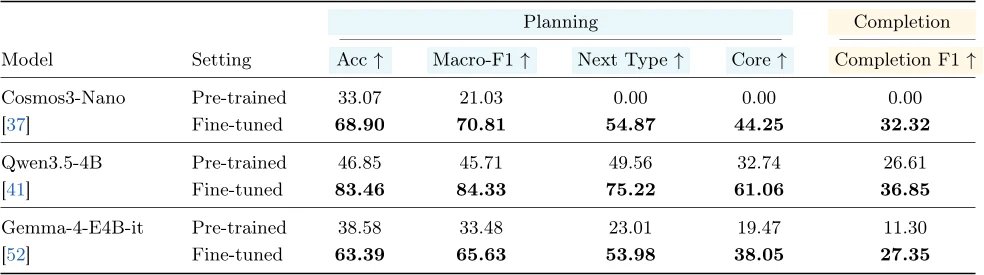 Planning Completion
Model Setting Acc ↑ Macro-F1 ↑ Next Type ↑ Core ↑ Completion F1 ↑
Cosmos3-Nano Pre-trained 33.07 21.03 0.00 0.00 0.00
[37] Fine-tuned 68.90 70.81 54.87 44.25 32.32
Qwen3.5-4B Pre-trained 46.85 45.71 49.56 32.74 26.61
[41] Fine-tuned 83.46 84.33 75.22 61.06 36.85
Gemma-4-E4B-it Pre-trained 38.58 33.48 23.01 19.47 11.30
[52] Fine-tuned 63.39 65.63 53.98 38.05 27.35